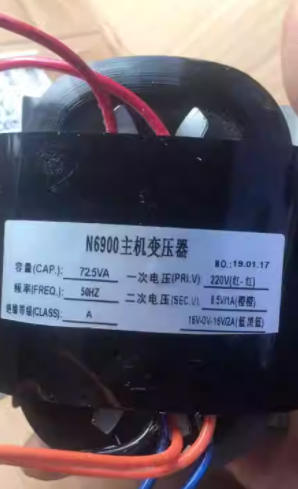 N6900主机变压器
NO.:19.01.17
容量(CAP.): 72.5VA 一次电压(PRI.V) 220V(红-红)
频率(FREQ.): 50HZ 二次电压(SEC.V) 8.5V/1A(橙橙)
绝缘等级(CLASS): A 16V-0V-16V/2A(蓝黑蓝)